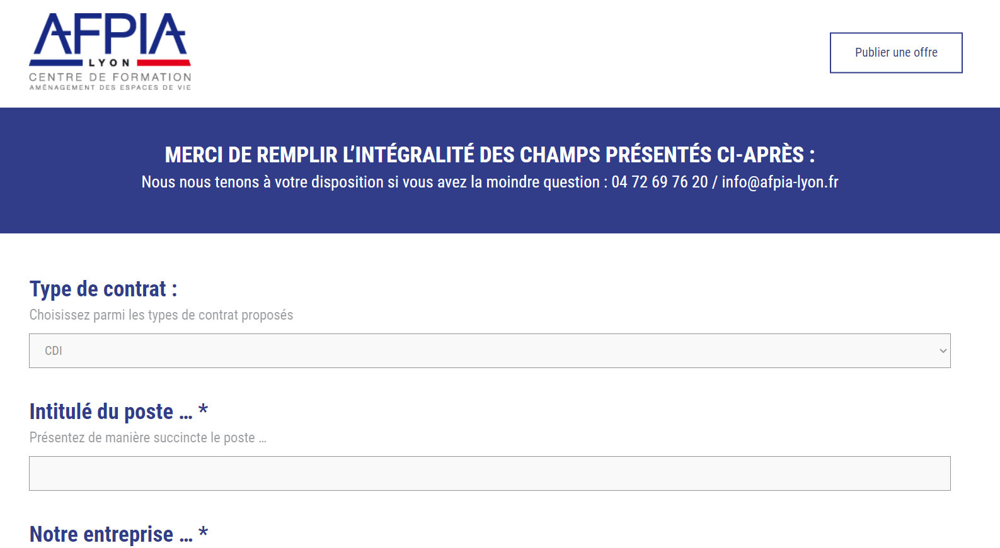 AFPIA
LYON
CENTRE DE FORMATION
AMÉNAGEMENT DES ESPACES DE VIE
Publier une offre
MERCI DE REMPLIR L’INTÉGRALITÉ DES CHAMPS PRÉSENTÉS CI-APRÈS :
Nous nous tenons à votre disposition si vous avez la moindre question : 04 72 69 76 20 / info@afpia-lyon.fr
Type de contrat :
Choisissez parmi les types de contrat proposés
CDI
Intitulé du poste … *
Présentez de manière succincte le poste …
Notre entreprise … *